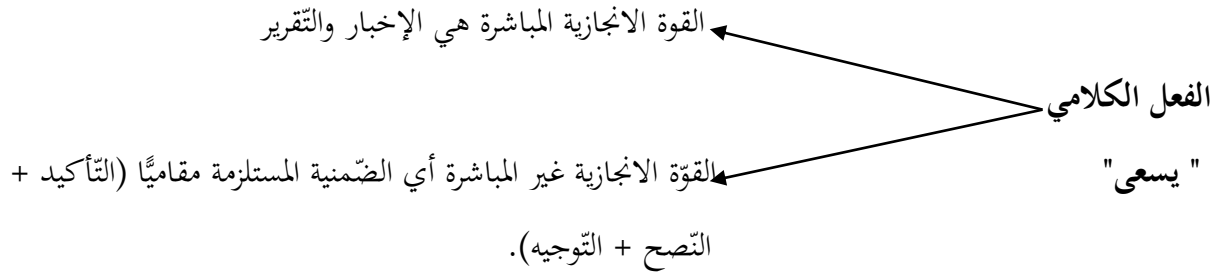 القوة الانجازية المباشرة هي الإخبار والتّقرير
الفعل الكلامي
" يسعى"
القوّة الانجازية غير المباشرة أي الضّمنية المستلزمة مقاميًّا (التّأكيد +
النّصح + التّوجيه).